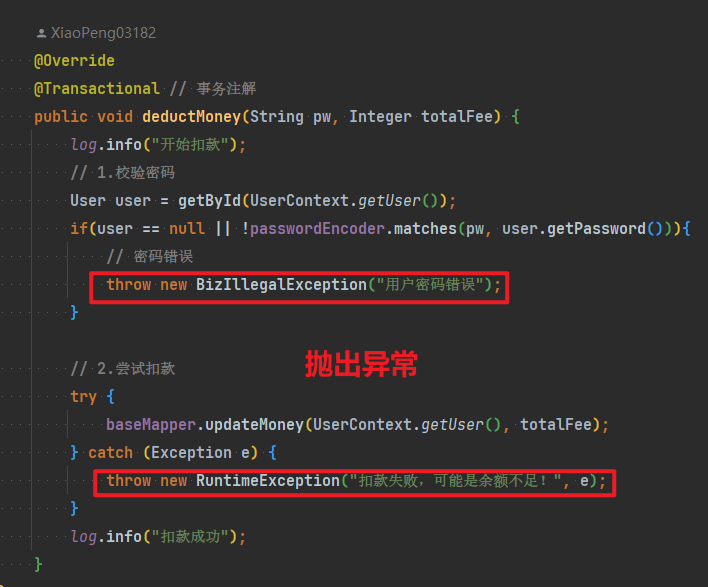 XiaoPeng03182
@Override
@Transactional // 事务注解
public void deductMoney(String pw, Integer totalFee) {
log.info("开始扣款");
// 1.校验密码
User user = getById(UserContext.getUser());
if(user == null || !passwordEncoder.matches(pw, user.getPassword())){
// 密码错误
throw new BizIllegalException("用户密码错误");
}
抛出异常
// 2.尝试扣款
try {
baseMapper.updateMoney(UserContext.getUser(), totalFee);
} catch (Exception e) {
throw new RuntimeException("扣款失败，可能是余额不足！", e);
}
log.info("扣款成功");
}